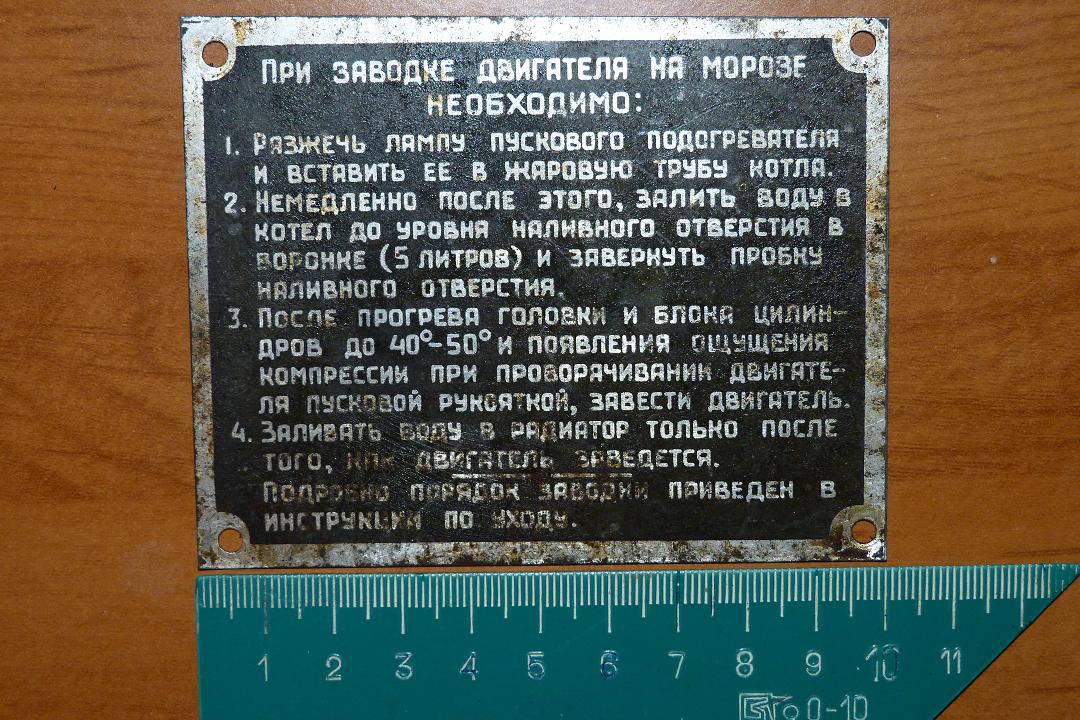 При заводке двигателя на морозе
необходимо:
1. Разжечь лампу пускового подогревателя
и вставить ее в жаровую трубу котла.
2. Немедленно после этого, залить воду в
котел до уровня наливного отверстия в
воронке (5 литров) и завернуть пробку
наливного отверстия.
3. После прогрева головки и блока цилин-
дров до 40°-50° и появления ощущения
компрессии при проворачивании двигате-
ля пусковой рукояткой, завести двигатель.
4. Заливать воду в радиатор только после
того, как двигатель заведется.
Подробно порядок заводки приведен в
инструкции по уходу.
1 2 3 4 5 6 7 8 9 10 11
0-10